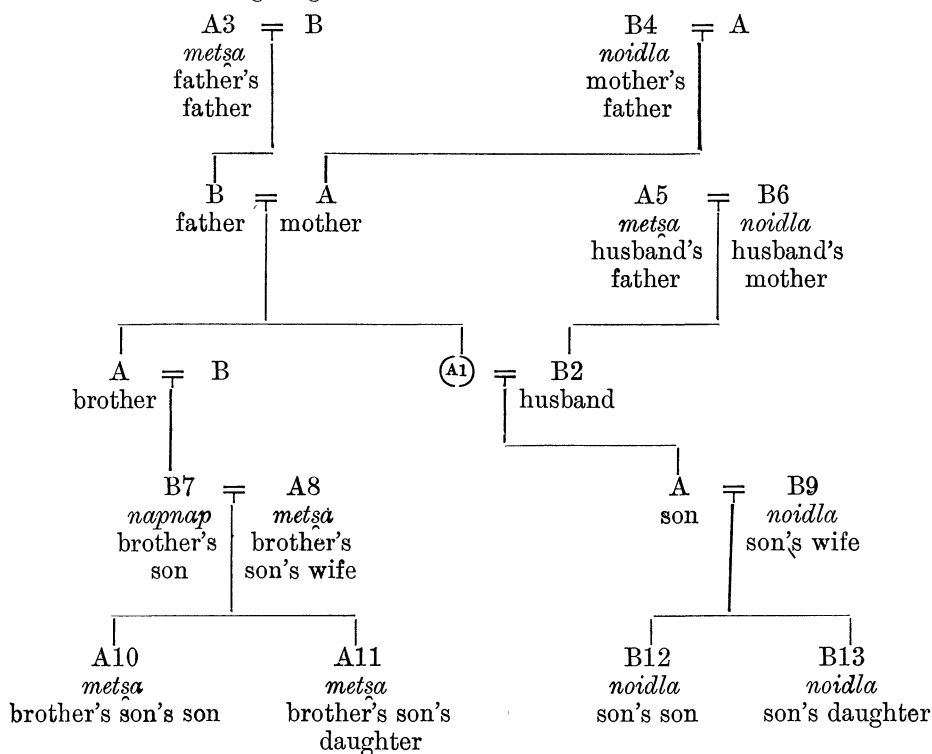 A3 = B B4 = A
metsa noidla
father's mother's
father father
B = A A5 = B6
father mother metsa noidla
husband's husband's
father mother
A = B A1 = B2
brother husband
B7 = A8 A = B9
napnap metsa son noidla
brother's brother's son's wife
son son's wife
A10 A11 B12 B13
metsa metsa noidla noidla
brother's son's son brother's son's son's son son's daughter
daughter